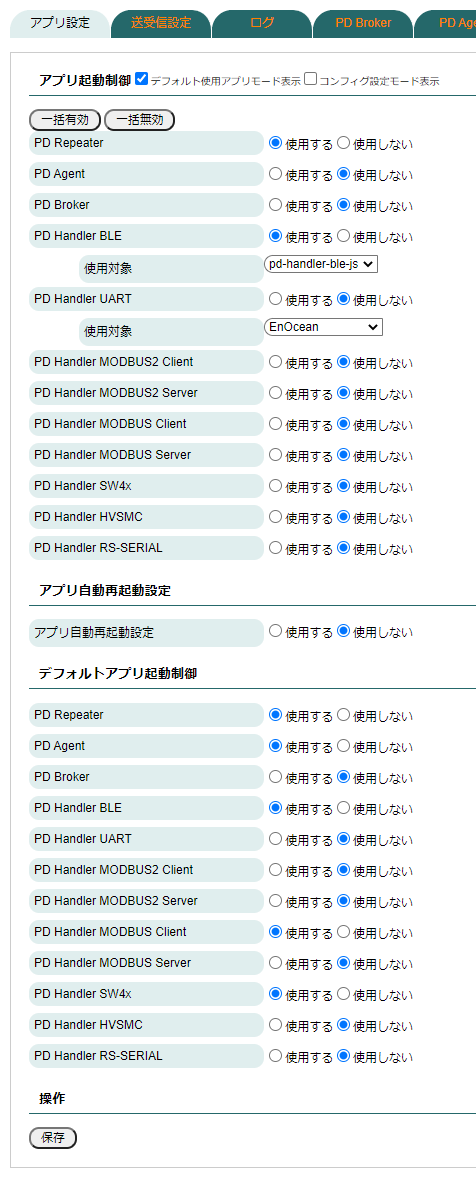 アプリ設定 送受信設定 ログ PD Broker PD Age
アプリ起動制御 デフォルト使用アプリモード表示 コンフィグ設定モード表示
一括有効 一括無効
PD Repeater 使用する 使用しない
PD Agent 使用する 使用しない
PD Broker 使用する 使用しない
PD Handler BLE 使用する 使用しない
使用対象 pd-handler-ble-js
PD Handler UART 使用する 使用しない
使用対象 EnOcean
PD Handler MODBUS2 Client 使用する 使用しない
PD Handler MODBUS2 Server 使用する 使用しない
PD Handler MODBUS Client 使用する 使用しない
PD Handler MODBUS Server 使用する 使用しない
PD Handler SW4x 使用する 使用しない
PD Handler HVSMC 使用する 使用しない
PD Handler RS-SERIAL 使用する 使用しない
アプリ自動再起動設定
アプリ自動再起動設定 使用する 使用しない
デフォルトアプリ起動制御
PD Repeater 使用する 使用しない
PD Agent 使用する 使用しない
PD Broker 使用する 使用しない
PD Handler BLE 使用する 使用しない
PD Handler UART 使用する 使用しない
PD Handler MODBUS2 Client 使用する 使用しない
PD Handler MODBUS2 Server 使用する 使用しない
PD Handler MODBUS Client 使用する 使用しない
PD Handler MODBUS Server 使用する 使用しない
PD Handler SW4x 使用する 使用しない
PD Handler HVSMC 使用する 使用しない
PD Handler RS-SERIAL 使用する 使用しない
操作
保存